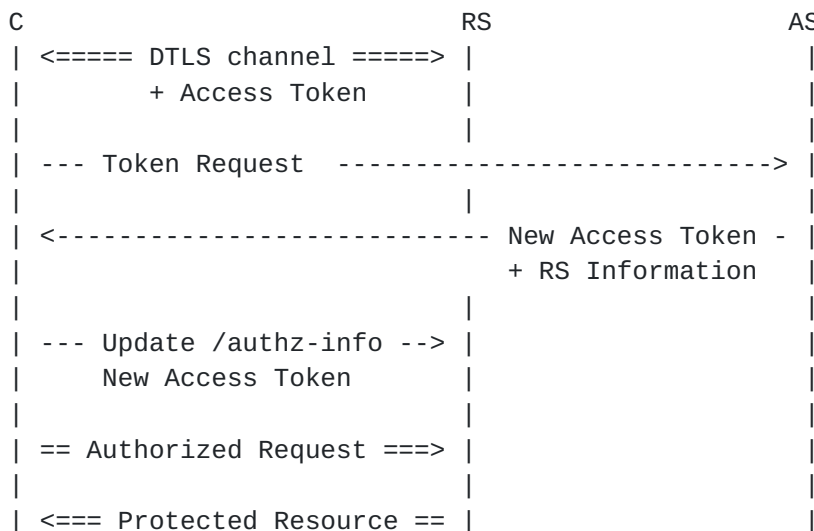 C                            RS                    AS
| <===== DTLS channel =====> |                     |
|        + Access Token      |                     |
|                            |                     |
| --- Token Request  ----------------------------> |
|                            |                     |
| <---------------------------- New Access Token - |
|                               + RS Information   |
|                            |                     |
| --- Update /authz-info --> |                     |
|     New Access Token       |                     |
|                            |                     |
| == Authorized Request ===> |                     |
|                            |                     |
| <=== Protected Resource == |                     |